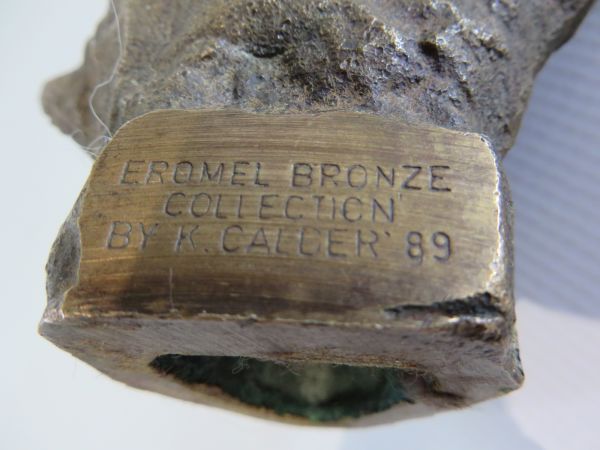 EROMEL BRONZE
COLLECTION'
BY K. CALDER' 89